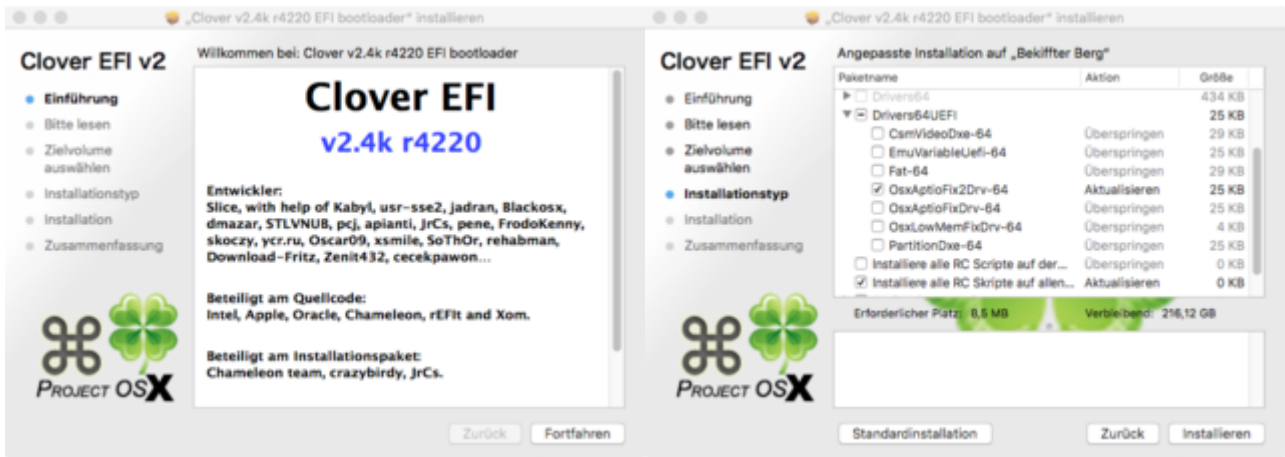 „Clover v2.4k r4220 EFI bootloader“ installieren
Clover EFI v2
Willkommen bei: Clover v2.4k r4220 EFI bootloader
Einführung
Bitte lesen
Zielvolume
auswählen
Installationstyp
Installation
Zusammenfassung
Clover EFI
v2.4k r4220
Entwickler:
Slice, with help of Kabyl, usr-sse2, jadran, Blackosx,
dmazar, STLVNUB, pcj, apianti, JrCs, pene, FrodoKenny,
skoczy, ycr.ru, Oscar09, xsmile, SoThOr, rehabman,
Download-Fritz, Zenit432, cecekpawon...
Beteiligt am Quellcode:
Intel, Apple, Oracle, Chameleon, rEFIt and Xom.
Beteiligt am Installationspaket:
Chameleon team, crazybirdy, JrCs.
PROJECT OSX
Zurück Fortfahren
„Clover v2.4k r4220 EFI bootloader“ installieren
Clover EFI v2
Angepasste Installation auf „Bekiffter Berg“
Einführung
Bitte lesen
Zielvolume
auswählen
Installationstyp
Installation
Zusammenfassung
Paketname Aktion Größe
Drivers64 434 KB
Drivers64UEFI 25 KB
CsmVideoDxe-64 Überspringen 29 KB
EmuVariableUefi-64 Überspringen 25 KB
Fat-64 Überspringen 29 KB
OsxAptioFix2Drv-64 Aktualisieren 25 KB
OsxAptioFixDrv-64 Überspringen 25 KB
OsxLowMemFixDrv-64 Überspringen 4 KB
PartitionDxe-64 Überspringen 25 KB
Installiere alle RC Scripte auf der... Überspringen 0 KB
Installiere alle RC Skripte auf allen... Aktualisieren 0 KB
Erforderlicher Platz: 8,5 MB Verbleibend: 216,12 GB
PROJECT OSX
Standardinstallation Zurück Installieren